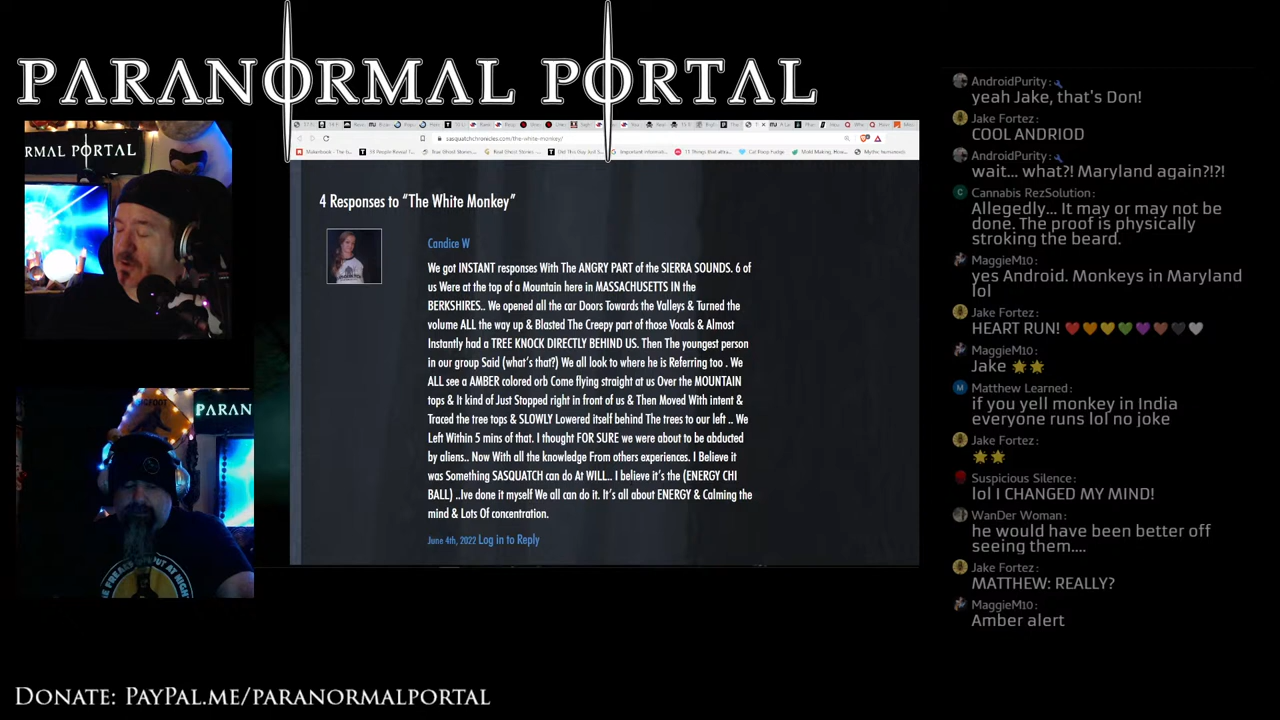 PARANORMAL PORTAL
RMAL PORTAL
sasquatchchronicles.com/the-white-monkey/
4 Responses to “The White Monkey”
Candice W
We got INSTANT responses With The ANGRY PART of the SIERRA SOUNDS. 6 of
us Were at the top of a Mountain here in MASSACHUSETTS IN the
BERKSHIRES.. We opened all the car Doors Towards the Valleys & Turned the
volume ALL the way up & Blasted The Creepy part of those Vocals & Almost
Instantly had a TREE KNOCK DIRECTLY BEHIND US. Then The youngest person
in our group Said (what’s that?) We all look to where he is Referring too . We
ALL see a AMBER colored orb Come flying straight at us Over the MOUNTAIN
tops & It kind of Just Stopped right in front of us & Then Moved With intent &
Traced the tree tops & SLOWLY Lowered itself behind The trees to our left .. We
Left Within 5 mins of that. I thought FOR SURE we were about to be abducted
by aliens.. Now With all the knowledge From others experiences. I Believe it
was Something SASQUATCH can do At WILL.. I believe it’s the (ENERGY CHI
BALL) ..Ive done it myself We all can do it. It’s all about ENERGY & Calming the
mind & Lots Of concentration.
June 4th, 2022 Log in to Reply
BIGFOOT
PARAN
AndroidPurity:
yeah Jake, that's Don!
Jake Fortez:
COOL ANDRIOD
AndroidPurity:
wait... what?! Maryland again?!?!
Cannabis RezSolution:
Allegedly... It may or may not be
done. The proof is physically
stroking the beard.
MaggieM10:
yes Android. Monkeys in Maryland
lol
Jake Fortez:
HEART RUN! ❤️🧡💛💚💜🤎🖤🤍
MaggieM10:
Jake 🌟🌟
Matthew Learned:
if you yell monkey in India
everyone runs lol no joke
Jake Fortez:
🌟🌟
Suspicious Silence:
lol I CHANGED MY MIND!
WanDer Woman:
he would have been better off
seeing them....
Jake Fortez:
MATTHEW: REALLY?
MaggieM10:
Amber alert
DONATE: PAYPAL.ME/PARANORMALPORTAL